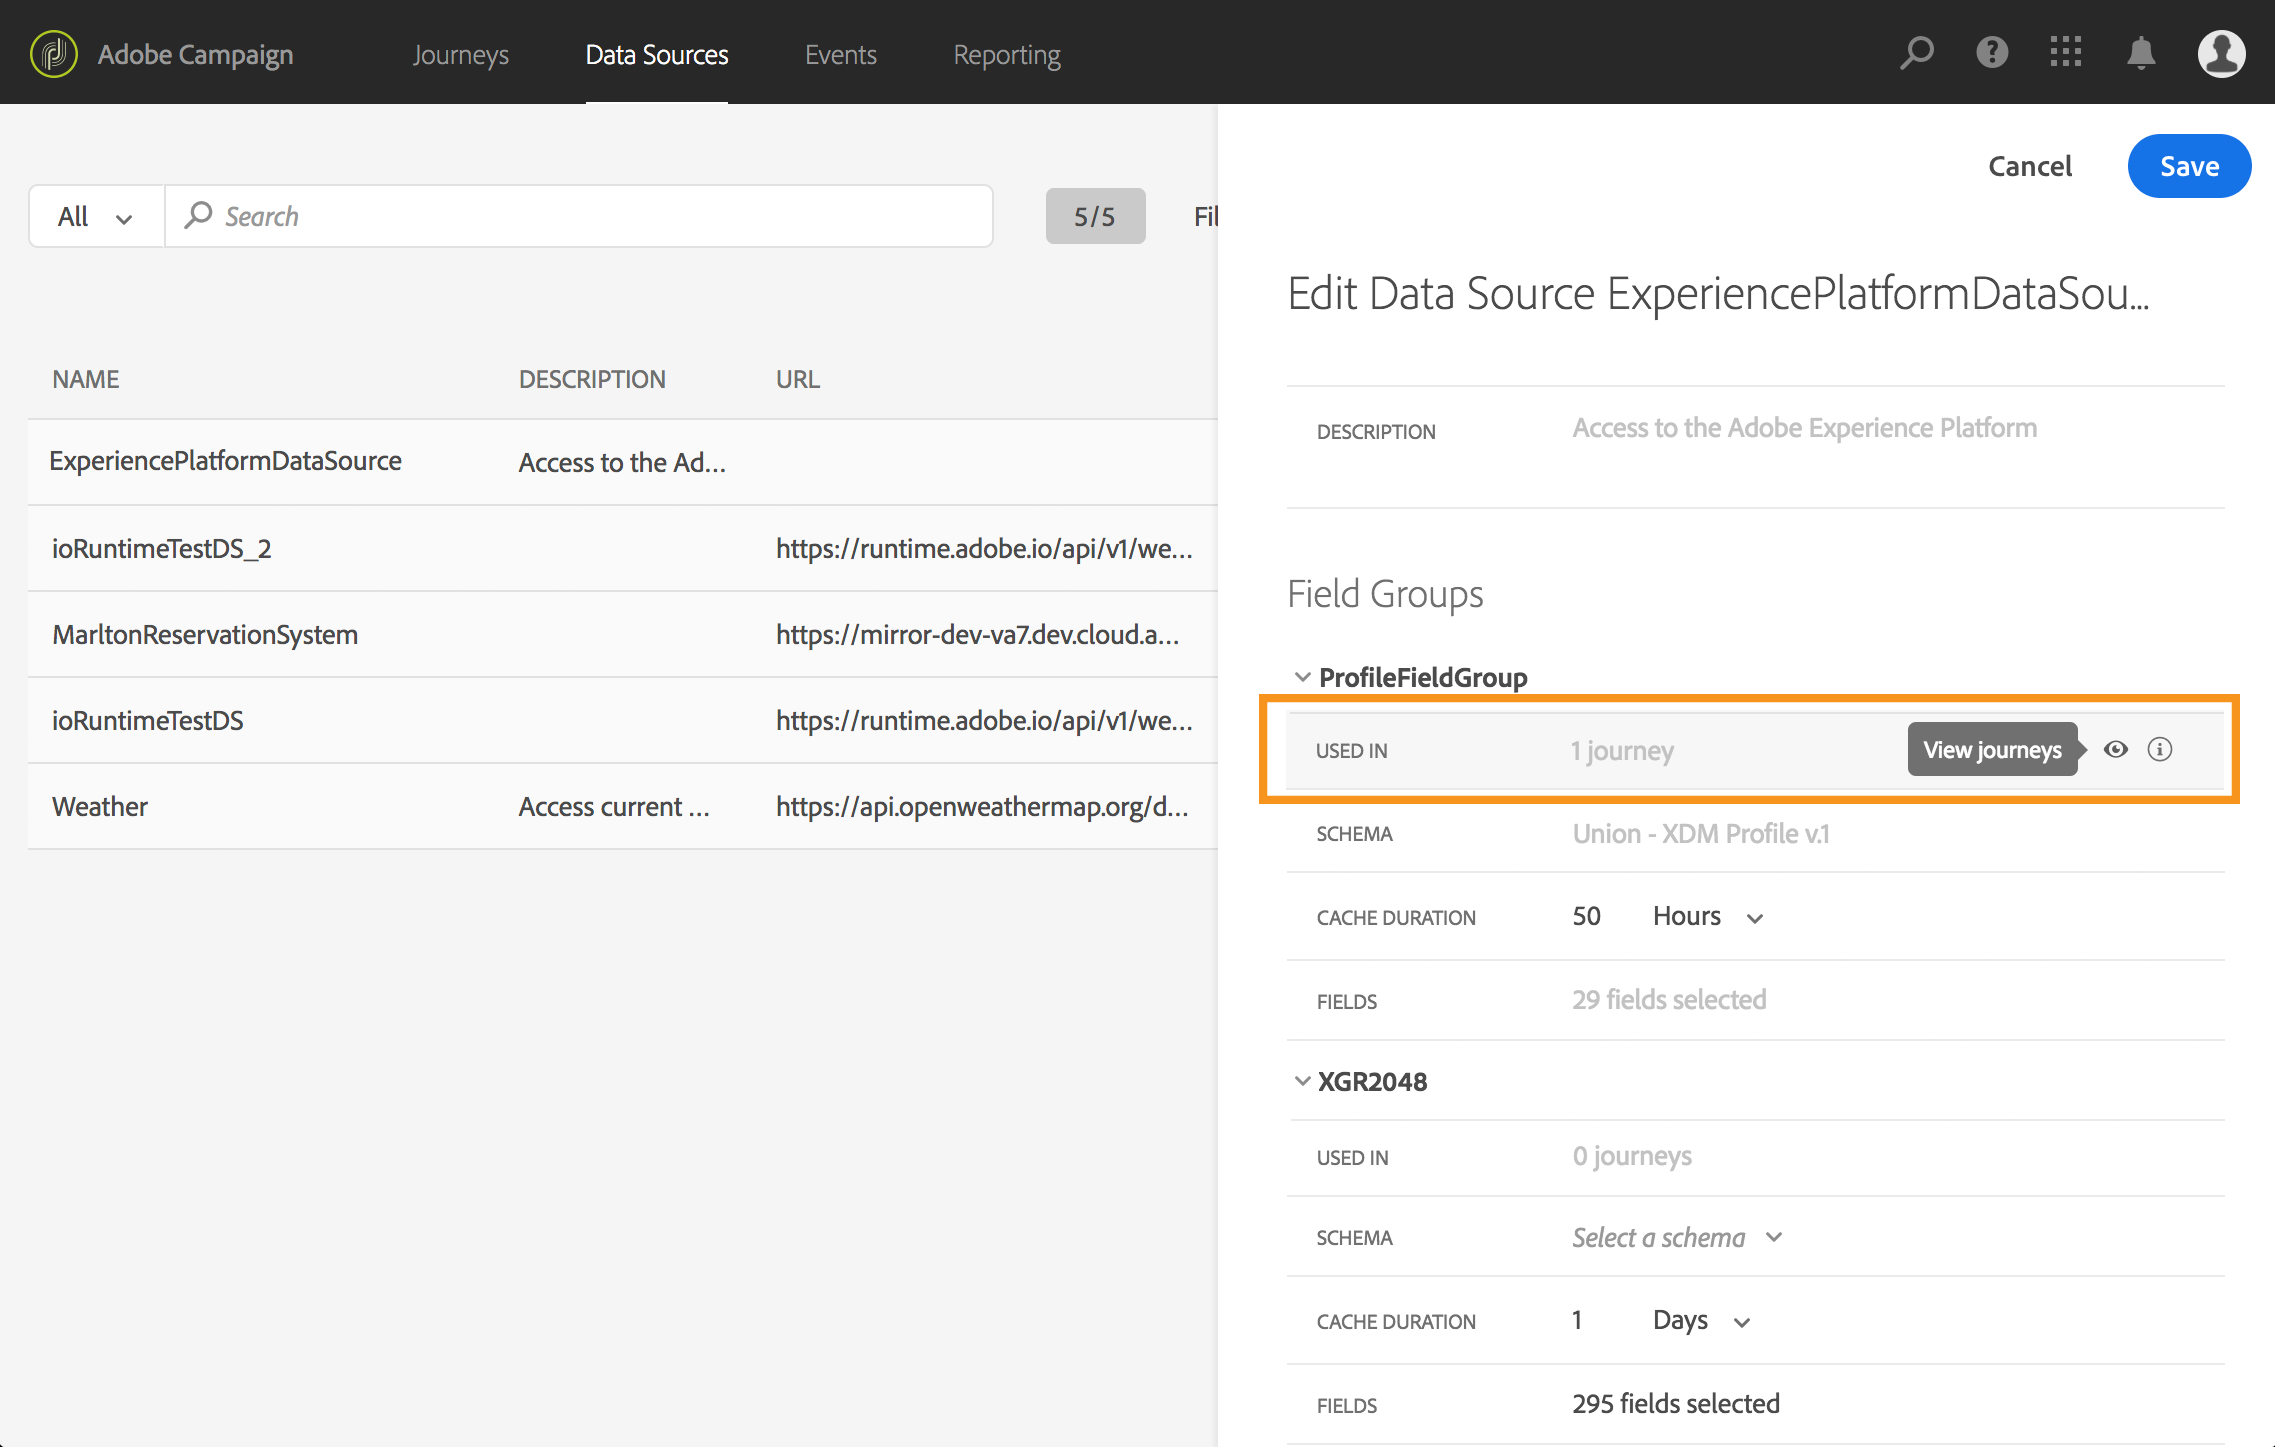 Adobe Campaign Journeys Data Sources Events Reporting
Cancel Save
All Search 5/5 Fil
Edit Data Source ExperiencePlatformDataSou...
NAME DESCRIPTION URL
ExperiencePlatformDataSource Access to the Ad...
ioRuntimeTestDS_2 https://runtime.adobe.io/api/v1/we...
MarltonReservationSystem https://mirror-dev-va7.dev.cloud.a...
ioRuntimeTestDS https://runtime.adobe.io/api/v1/we...
Weather Access current ... https://api.openweathermap.org/d...
DESCRIPTION Access to the Adobe Experience Platform
Field Groups
ProfileFieldGroup
USED IN 1 journey View journeys
SCHEMA Union - XDM Profile v.1
CACHE DURATION 50 Hours
FIELDS 29 fields selected
XGR2048
USED IN 0 journeys
SCHEMA Select a schema
CACHE DURATION 1 Days
FIELDS 295 fields selected